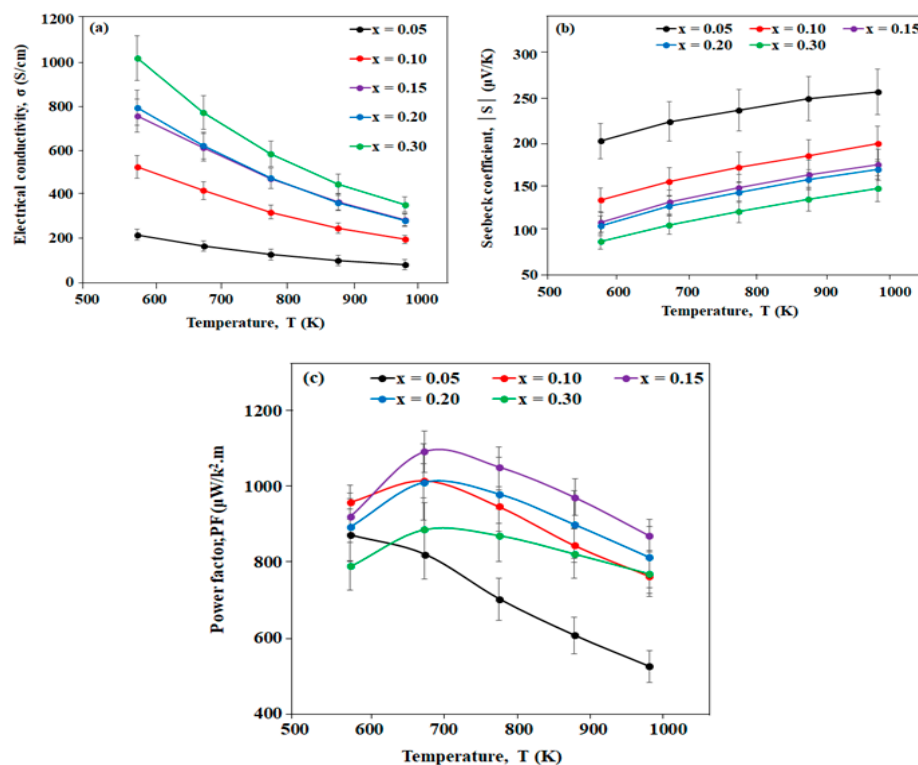 (a)
x = 0.05
x = 0.10
x = 0.15
x = 0.20
x = 0.30
1200
1000
800
600
400
200
0
500 600 700 800 900 1000
Electrical conductivity, σ (S/cm)
Temperature, T (K)
(b)
x = 0.05 x = 0.10 x = 0.15
x = 0.20 x = 0.30
300
250
200
150
100
50
500 600 700 800 900 1000
Seebeck coefficient, |S| (μV/K)
Temperature, T (K)
(c)
x = 0.05 x = 0.10 x = 0.15
x = 0.20 x = 0.30
1200
1000
800
600
400
500 600 700 800 900 1000
Power factor,PF (μW/k².m)
Temperature, T (K)